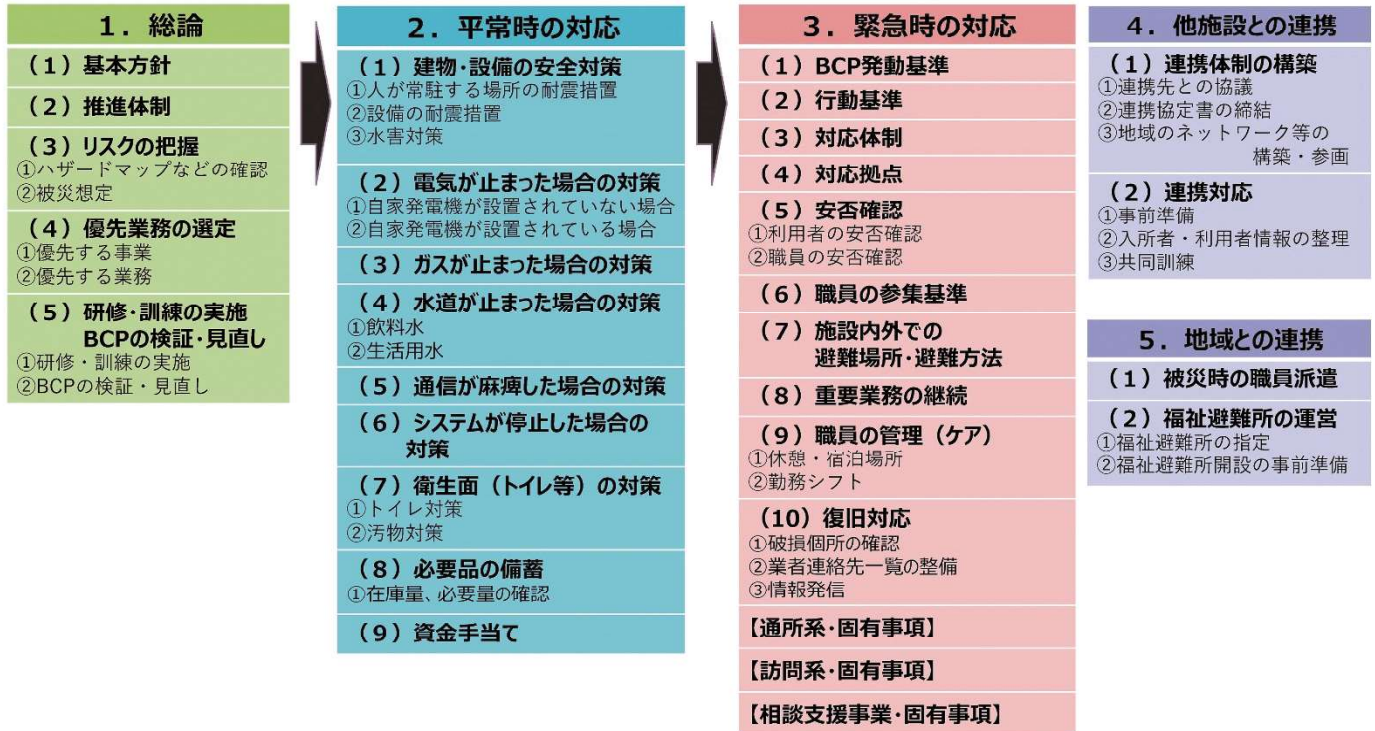 1．総論
（1）基本方針
（2）推進体制
（3）リスクの把握
①ハザードマップなどの確認
②被災想定
（4）優先業務の選定
①優先する事業
②優先する業務
（5）研修・訓練の実施
BCPの検証・見直し
①研修・訓練の実施
②BCPの検証・見直し
2．平常時の対応
（1）建物・設備の安全対策
①人が常駐する場所の耐震措置
②設備の耐震措置
③水害対策
（2）電気が止まった場合の対策
①自家発電機が設置されていない場合
②自家発電機が設置されている場合
（3）ガスが止まった場合の対策
（4）水道が止まった場合の対策
①飲料水
②生活用水
（5）通信が麻痺した場合の対策
（6）システムが停止した場合の
対策
（7）衛生面（トイレ等）の対策
①トイレ対策
②汚物対策
（8）必要品の備蓄
①在庫量、必要量の確認
（9）資金手当て
3．緊急時の対応
（1）BCP発動基準
（2）行動基準
（3）対応体制
（4）対応拠点
（5）安否確認
①利用者の安否確認
②職員の安否確認
（6）職員の参集基準
（7）施設内外での
避難場所・避難方法
（8）重要業務の継続
（9）職員の管理（ケア）
①休憩・宿泊場所
②勤務シフト
（10）復旧対応
①破損個所の確認
②業者連絡先一覧の整備
③情報発信
【通所系・固有事項】
【訪問系・固有事項】
【相談支援事業・固有事項】
4．他施設との連携
（1）連携体制の構築
①連携先との協議
②連携協定書の締結
③地域のネットワーク等の
構築・参画
（2）連携対応
①事前準備
②入所者・利用者情報の整理
③共同訓練
5．地域との連携
（1）被災時の職員派遣
（2）福祉避難所の運営
①福祉避難所の指定
②福祉避難所開設の事前準備